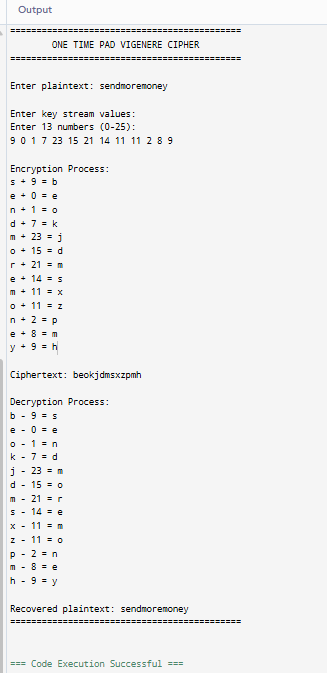 Output
============================================
ONE TIME PAD VIGENERE CIPHER
============================================
Enter plaintext: sendmoremoney
Enter key stream values:
Enter 13 numbers (0-25):
9 0 1 7 23 15 21 14 11 11 2 8 9
Encryption Process:
s + 9 = b
e + 0 = e
n + 1 = o
d + 7 = k
m + 23 = j
o + 15 = d
r + 21 = m
e + 14 = s
m + 11 = x
o + 11 = z
n + 2 = p
e + 8 = m
y + 9 = h
Ciphertext: beokjdmsxzpmh
Decryption Process:
b - 9 = s
e - 0 = e
o - 1 = n
k - 7 = d
j - 23 = m
d - 15 = o
m - 21 = r
s - 14 = e
x - 11 = m
z - 11 = o
p - 2 = n
m - 8 = e
h - 9 = y
Recovered plaintext: sendmoremoney
============================================
=== Code Execution Successful ===